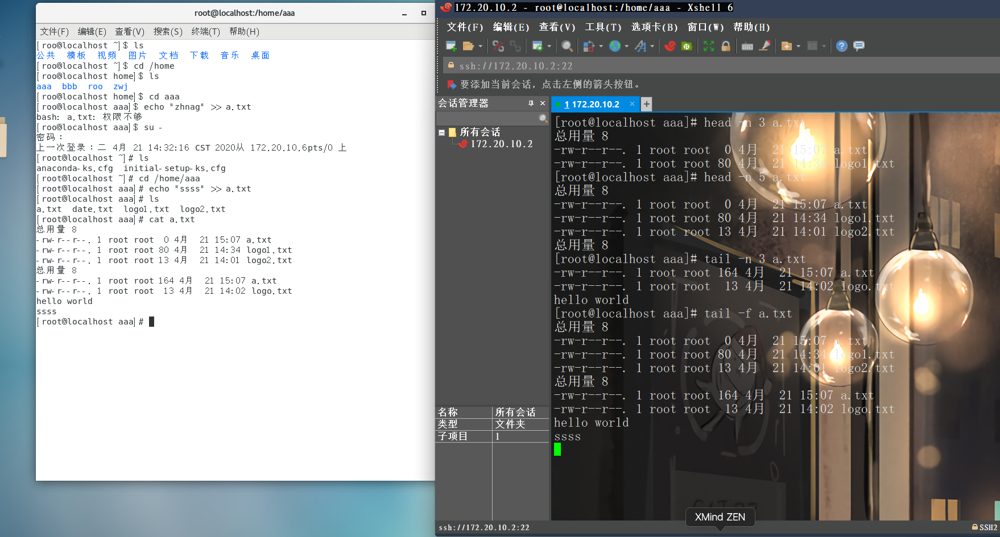 root@localhost:/home/aaa
文件(F) 编辑(E) 查看(V) 搜索(S) 终端(T) 帮助(H)
[roo@localhost ~]$ ls
公共 模板 视频 图片 文档 下载 音乐 桌面
[roo@localhost ~]$ cd /home
[roo@localhost home]$ ls
aaa bbb roo zwj
[roo@localhost home]$ cd aaa
[roo@localhost aaa]$ echo "zhnag" >> a.txt
bash: a.txt: 权限不够
[roo@localhost aaa]$ su -
密码：
上一次登录：二 4月 21 14:32:16 CST 2020从 172.20.10.6pts/0 上
[root@localhost ~]# ls
anaconda-ks.cfg initial-setup-ks.cfg
[root@localhost ~]# cd /home/aaa
[root@localhost aaa]# echo "ssss" >> a.txt
[root@localhost aaa]# ls
a.txt date.txt logo1.txt logo2.txt
[root@localhost aaa]# cat a.txt
总用量 8
-rw-r--r--. 1 root root 0 4月 21 15:07 a.txt
-rw-r--r--. 1 root root 80 4月 21 14:34 logo1.txt
-rw-r--r--. 1 root root 13 4月 21 14:01 logo2.txt
总用量 8
-rw-r--r--. 1 root root 164 4月 21 15:07 a.txt
-rw-r--r--. 1 root root 13 4月 21 14:02 logo.txt
hello world
ssss
[root@localhost aaa]#
172.20.10.2 - root@localhost:/home/aaa - Xshell 6
文件(F) 编辑(E) 查看(V) 工具(T) 选项卡(B) 窗口(W) 帮助(H)
ssh://172.20.10.2:22
要添加当前会话，点击左侧的箭头按钮。
会话管理器
所有会话
172.20.10.2
名称 所有会话
类型 文件夹
子项目 1
1 172.20.10.2
[root@localhost aaa]# head -n 3 a.txt
总用量 8
-rw-r--r--. 1 root root 0 4月 21 15:07 a.txt
-rw-r--r--. 1 root root 80 4月 21 14:34 logo1.txt
[root@localhost aaa]# head -n 5 a.txt
总用量 8
-rw-r--r--. 1 root root 0 4月 21 15:07 a.txt
-rw-r--r--. 1 root root 80 4月 21 14:34 logo1.txt
-rw-r--r--. 1 root root 13 4月 21 14:01 logo2.txt
总用量 8
[root@localhost aaa]# tail -n 3 a.txt
-rw-r--r--. 1 root root 164 4月 21 15:07 a.txt
-rw-r--r--. 1 root root 13 4月 21 14:02 logo.txt
hello world
[root@localhost aaa]# tail -f a.txt
总用量 8
-rw-r--r--. 1 root root 0 4月 21 15:07 a.txt
-rw-r--r--. 1 root root 80 4月 21 14:34 logo1.txt
-rw-r--r--. 1 root root 13 4月 21 14:01 logo2.txt
总用量 8
-rw-r--r--. 1 root root 164 4月 21 15:07 a.txt
-rw-r--r--. 1 root root 13 4月 21 14:02 logo.txt
hello world
ssss
XMind ZEN
ssh://172.20.10.2:22
SSH2